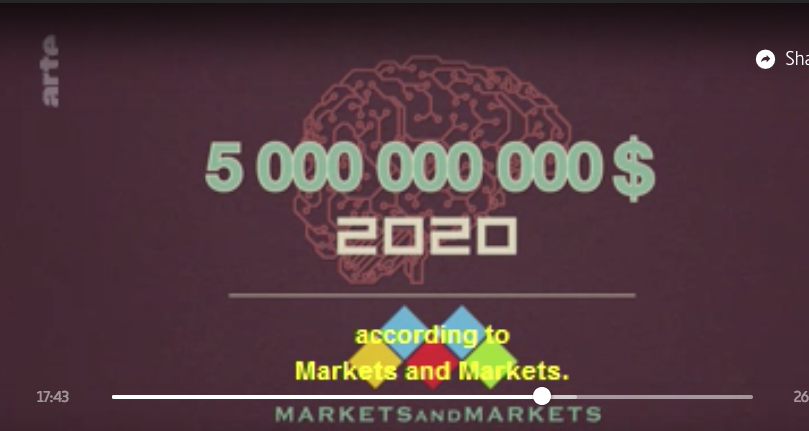 arte
Sha
5 000 000 000 $
2020
according to
Markets and Markets.
17:43
26
MARKETSANDMARKETS